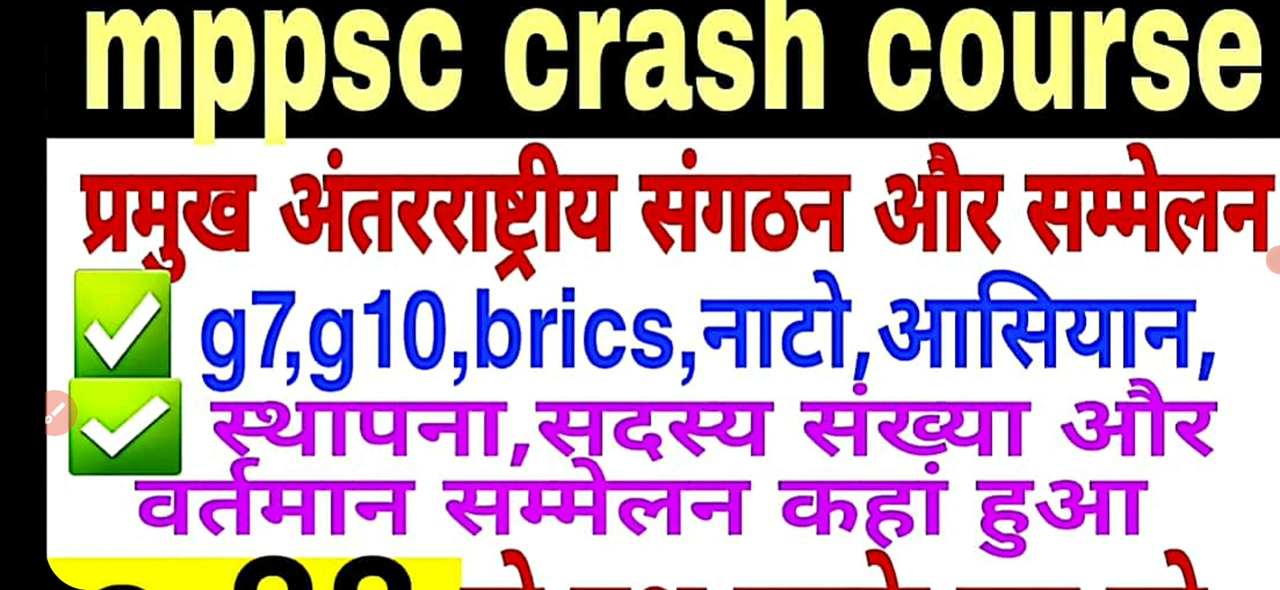 mppsc crash course
प्रमुख अंतरराष्ट्रीय संगठन और सम्मेलन
g7,g10,brics,नाटो,आसियान,
स्थापना,सदस्य संख्या और
वर्तमान सम्मेलन कहां हुआ